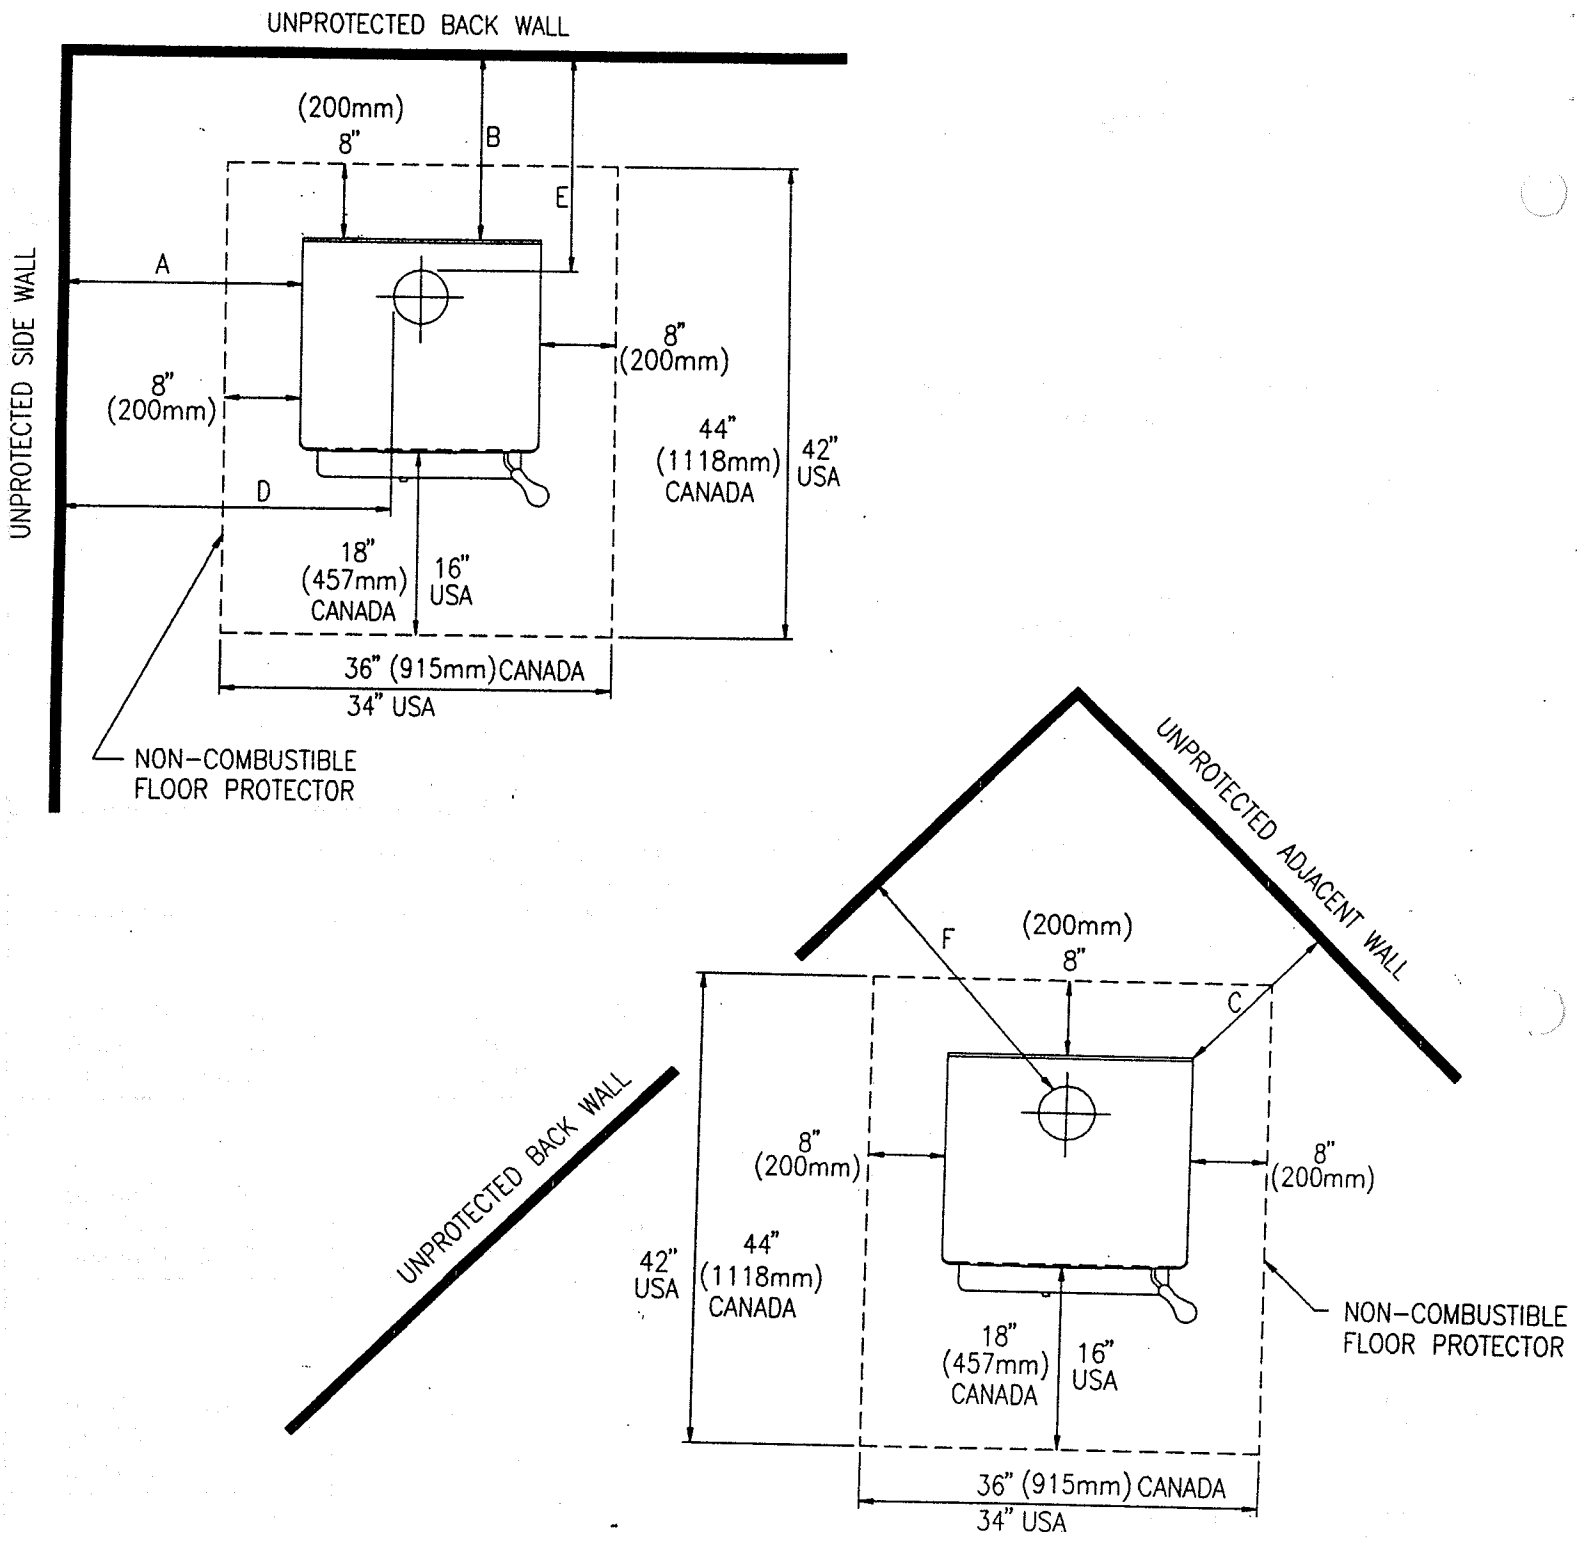 UNPROTECTED BACK WALL
(200mm)
8"
B
E
UNPROTECTED SIDE WALL
A
8"
(200mm)
8"
(200mm)
44"
(1118mm)
CANADA
42"
USA
D
18"
(457mm)
CANADA
16"
USA
36" (915mm) CANADA
34" USA
NON-COMBUSTIBLE
FLOOR PROTECTOR
UNPROTECTED ADJACENT WALL
F
(200mm)
8"
C
UNPROTECTED BACK WALL
8"
(200mm)
8"
(200mm)
42"
USA
44"
(1118mm)
CANADA
18"
(457mm)
CANADA
16"
USA
NON-COMBUSTIBLE
FLOOR PROTECTOR
36" (915mm) CANADA
34" USA